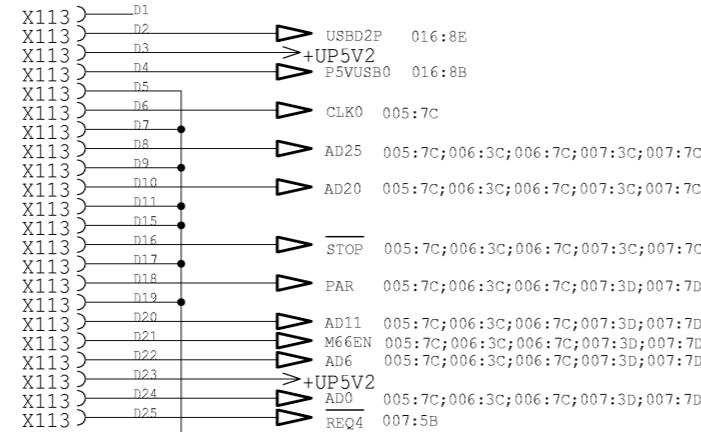 X113 D1
X113 D2 USBD2P 016:8E
X113 D3 +UP5V2
X113 D4 P5VUSB0 016:8B
X113 D5
X113 D6 CLK0 005:7C
X113 D7
X113 D8 AD25 005:7C;006:3C;006:7C;007:3C;007:7C
X113 D9
X113 D10 AD20 005:7C;006:3C;006:7C;007:3C;007:7C
X113 D11
X113 D15
X113 D16 STOP 005:7C;006:3C;006:7C;007:3C;007:7C
X113 D17
X113 D18 PAR 005:7C;006:3C;006:7C;007:3D;007:7D
X113 D19
X113 D20 AD11 005:7C;006:3C;006:7C;007:3D;007:7D
X113 D21 M66EN 005:7C;006:3C;006:7C;007:3D;007:7D
X113 D22 AD6 005:7C;006:3C;006:7C;007:3D;007:7D
X113 D23 +UP5V2
X113 D24 AD0 005:7C;006:3C;006:7C;007:3D;007:7D
X113 D25 REQ4 007:5B